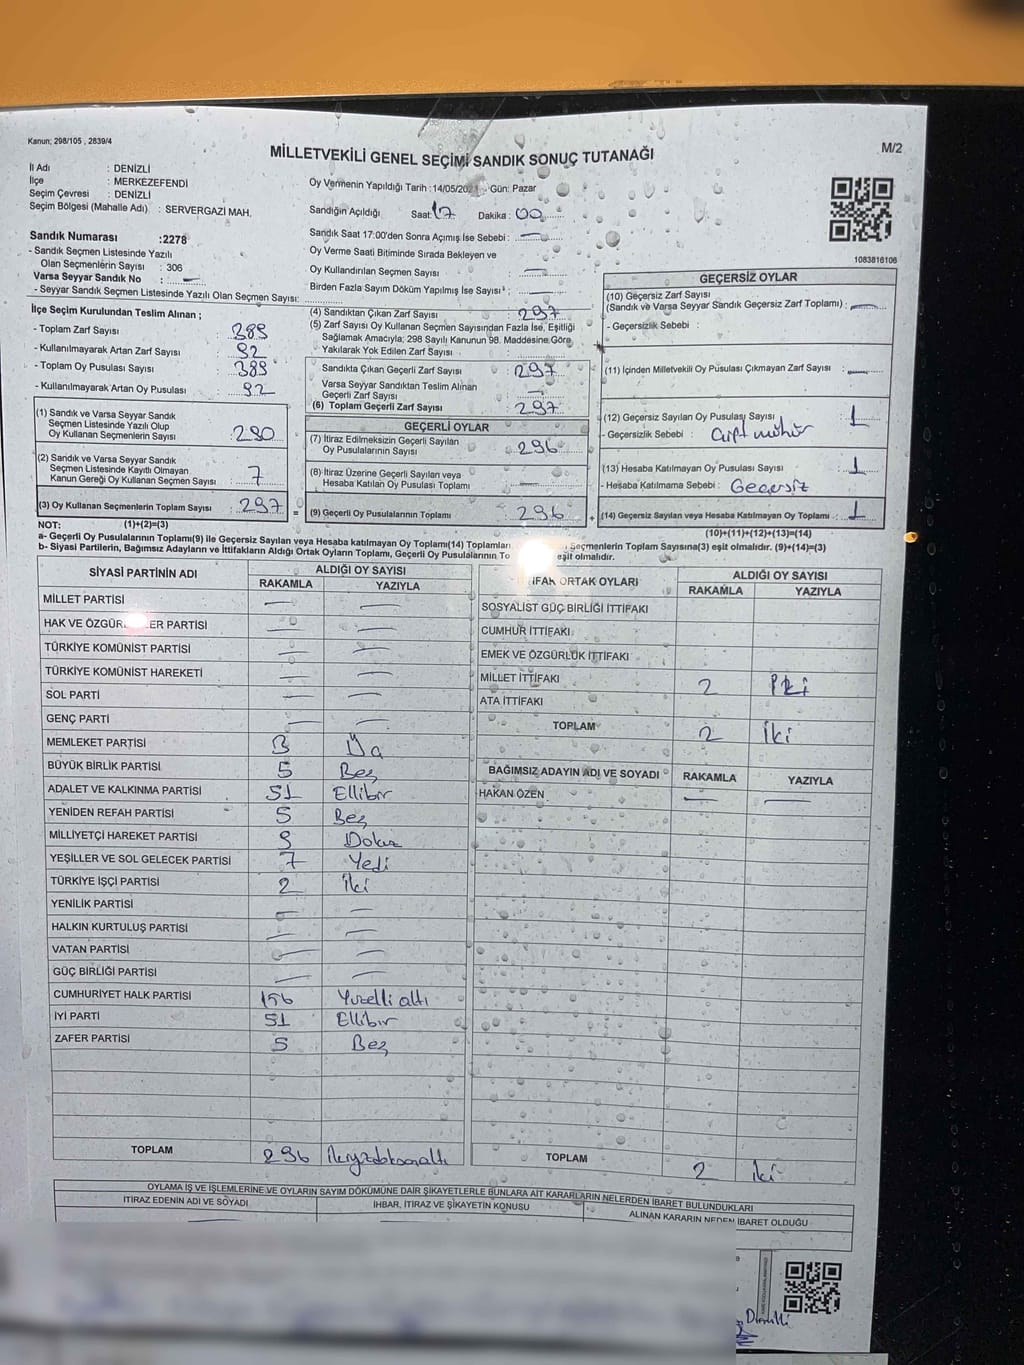 Kanun; 298/105 , 2839/4
M/2
MİLLETVEKİLİ GENEL SEÇİMİ SANDIK SONUÇ TUTANAĞI
İl Adı : DENİZLİ
İlçe : MERKEZEFENDİ
Seçim Çevresi : DENİZLİ
Seçim Bölgesi (Mahalle Adı) : SERVERGAZİ MAH.
Sandık Numarası :2278
- Sandık Seçmen Listesinde Yazılı
Olan Seçmenlerin Sayısı : 306
Varsa Seyyar Sandık No : —
- Seyyar Sandık Seçmen Listesinde Yazılı Olan Seçmen Sayısı:
Oy Vermenin Yapıldığı Tarih :14/05/202 Gün: Pazar
Sandığın Açıldığı Saat: 17 Dakika : 00
Sandık Saat 17:00'den Sonra Açımış İse Sebebi : —
Oy Verme Saati Bitiminde Sırada Bekleyen ve
Oy Kullandırılan Seçmen Sayısı —
Birden Fazla Sayım Döküm Yapılmış İse Sayısı : —
1083816106
İlçe Seçim Kurulundan Teslim Alınan ;
- Toplam Zarf Sayısı 389
- Kullanılmayarak Artan Zarf Sayısı 92
- Toplam Oy Pusulası Sayısı : 389
- Kullanılmayarak Artan Oy Pusulası 92
(1) Sandık ve Varsa Seyyar Sandık
Seçmen Listesinde Yazılı Olup
Oy Kullanan Seçmenlerin Sayısı : 290
(2) Sandık ve Varsa Seyyar Sandık
Seçmen Listesinde Kayıtlı Olmayan
Kanun Gereği Oy Kullanan Seçmen Sayısı : 7
(3) Oy Kullanan Seçmenlerin Toplam Sayısı : 297
(4) Sandıktan Çıkan Zarf Sayısı : 297
(5) Zarf Sayısı Oy Kullanan Seçmen Sayısından Fazla İse, Eşitliği
Sağlamak Amacıyla; 298 Sayılı Kanunun 98. Maddesine Göre
Yakılarak Yok Edilen Zarf Sayısı :
Sandıkta Çıkan Geçerli Zarf Sayısı : 297
Varsa Seyyar Sandıktan Teslim Alınan
Geçerli Zarf Sayısı : —
(6) Toplam Geçerli Zarf Sayısı : 297
GEÇERLİ OYLAR
(7) İtiraz Edilmeksizin Geçerli Sayılan
Oy Pusulalarının Sayısı : 296
(8) İtiraz Üzerine Geçerli Sayılan veya
Hesaba Katılan Oy Pusulası Toplamı : —
= (9) Geçerli Oy Pusulalarının Toplamı : 296
GEÇERSİZ OYLAR
(10) Geçersiz Zarf Sayısı
(Sandık ve Varsa Seyyar Sandık Geçersiz Zarf Toplamı) : —
- Geçersizlik Sebebi :
(11) İçinden Milletvekili Oy Pusulası Çıkmayan Zarf Sayısı : —
(12) Geçersiz Sayılan Oy Pusulası Sayısı : 1
- Geçersizlik Sebebi : Çift mühür
(13) Hesaba Katılmayan Oy Pusulası Sayısı : 1
- Hesaba Katılmama Sebebi : Geçersiz
+ (14) Geçersiz Sayılan veya Hesaba Katılmayan Oy Toplamı : 1
NOT: (1)+(2)=(3)
(10)+(11)+(12)+(13)=(14)
a- Geçerli Oy Pusulalarının Toplamı(9) ile Geçersiz Sayılan veya Hesaba katılmayan Oy Toplamı(14) Toplamları Seçmenlerin Toplam Sayısına(3) eşit olmalıdır. (9)+(14)=(3)
b- Siyasi Partilerin, Bağımsız Adayların ve İttifakların Aldığı Ortak Oyların Toplamı, Geçerli Oy Pusulalarının To eşit olmalıdır.
SİYASİ PARTİNİN ADI ALDIĞI OY SAYISI
RAKAMLA YAZIYLA
MİLLET PARTİSİ — —
HAK VE ÖZGÜR ER PARTİSİ — —
TÜRKİYE KOMÜNİST PARTİSİ — —
TÜRKİYE KOMÜNİST HAREKETİ — —
SOL PARTİ — —
GENÇ PARTİ — —
MEMLEKET PARTİSİ 3
BÜYÜK BİRLİK PARTİSİ 5 Beş
ADALET VE KALKINMA PARTİSİ 51 Ellibir
YENİDEN REFAH PARTİSİ 5 Beş
MİLLİYETÇİ HAREKET PARTİSİ 9 Dokuz
YEŞİLLER VE SOL GELECEK PARTİSİ 7 Yedi
TÜRKİYE İŞÇİ PARTİSİ 2 İki
YENİLİK PARTİSİ — —
HALKIN KURTULUŞ PARTİSİ — —
VATAN PARTİSİ — —
GÜÇ BİRLİĞİ PARTİSİ — —
CUMHURİYET HALK PARTİSİ 156 Yüzelli altı
İYİ PARTİ 51 Ellibir
ZAFER PARTİSİ 5 Beş
TOPLAM 296 İkiyüzdoksanaltı
İFAK ORTAK OYLARI ALDIĞI OY SAYISI
RAKAMLA YAZIYLA
SOSYALİST GÜÇ BİRLİĞİ İTTİFAKI
CUMHUR İTTİFAKI
EMEK VE ÖZGÜRLÜK İTTİFAKI
MİLLET İTTİFAKI 2 İki
ATA İTTİFAKI
TOPLAM 2 İki
BAĞIMSIZ ADAYIN ADI VE SOYADI RAKAMLA YAZIYLA
HAKAN ÖZEN — —
TOPLAM 2 İki
OYLAMA İŞ VE İŞLEMLERİNE VE OYLARIN SAYIM DÖKÜMÜNE DAİR ŞİKAYETLERLE BUNLARA AİT KARARLARIN NELERDEN İBARET BULUNDUKLARI
İTİRAZ EDENİN ADI VE SOYADI İHBAR, İTİRAZ VE ŞİKAYETİN KONUSU ALINAN KARARIN NEDEN İBARET OLDUĞU